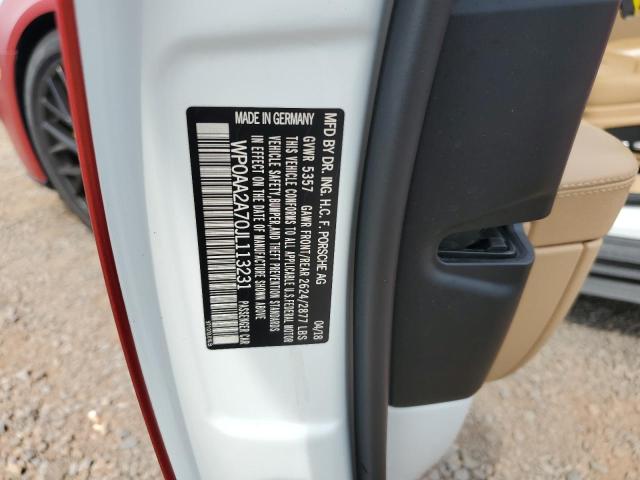 MFD BY DR. ING. H.C. F. PORSCHE AG
GVWR 5357 GAWR FRONT/REAR 2624/2877 LBS
THIS VEHICLE CONFORMS TO ALL APPLICABLE U.S. FEDERAL MOTOR
VEHICLE SAFETY, BUMPER, AND THEFT PREVENTION STANDARDS
IN EFFECT ON THE DATE OF MANUFACTURE SHOWN ABOVE
04/18
WP0AA2A70JL113231
PASSENGER CAR
MADE IN GERMANY